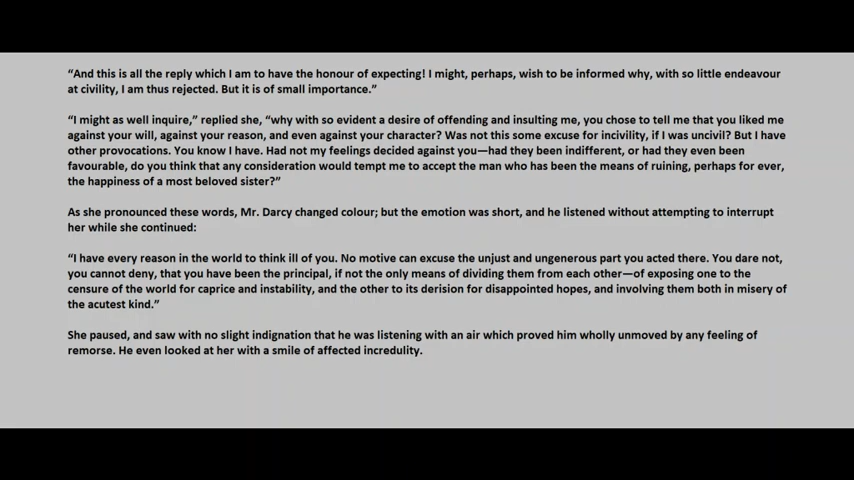 “And this is all the reply which I am to have the honour of expecting! I might, perhaps, wish to be informed why, with so little endeavour
at civility, I am thus rejected. But it is of small importance.”
“I might as well inquire,” replied she, “why with so evident a desire of offending and insulting me, you chose to tell me that you liked me
against your will, against your reason, and even against your character? Was not this some excuse for incivility, if I was uncivil? But I have
other provocations. You know I have. Had not my feelings decided against you—had they been indifferent, or had they even been
favourable, do you think that any consideration would tempt me to accept the man who has been the means of ruining, perhaps for ever,
the happiness of a most beloved sister?”
As she pronounced these words, Mr. Darcy changed colour; but the emotion was short, and he listened without attempting to interrupt
her while she continued:
“I have every reason in the world to think ill of you. No motive can excuse the unjust and ungenerous part you acted there. You dare not,
you cannot deny, that you have been the principal, if not the only means of dividing them from each other—of exposing one to the
censure of the world for caprice and instability, and the other to its derision for disappointed hopes, and involving them both in misery of
the acutest kind.”
She paused, and saw with no slight indignation that he was listening with an air which proved him wholly unmoved by any feeling of
remorse. He even looked at her with a smile of affected incredulity.